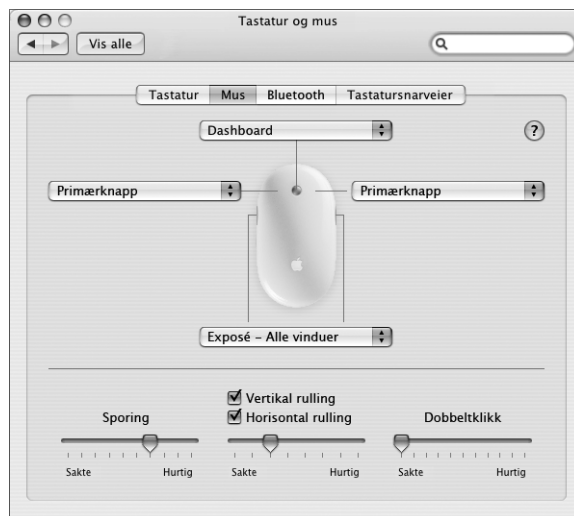 Tastatur og mus
Vis alle
Tastatur Mus Bluetooth Tastatursnarveier
Dashboard
?
Primærknapp Primærknapp
Exposé – Alle vinduer
Vertikal rulling
Sporing Horisontal rulling Dobbeltklikk
Sakte Hurtig Sakte Hurtig Sakte Hurtig